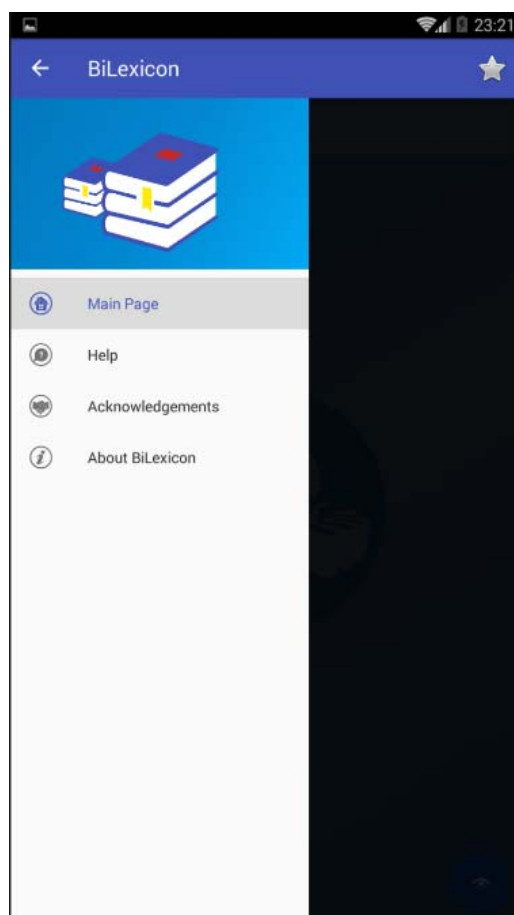 23:21
BiLexicon
Main Page
Help
Acknowledgements
About BiLexicon